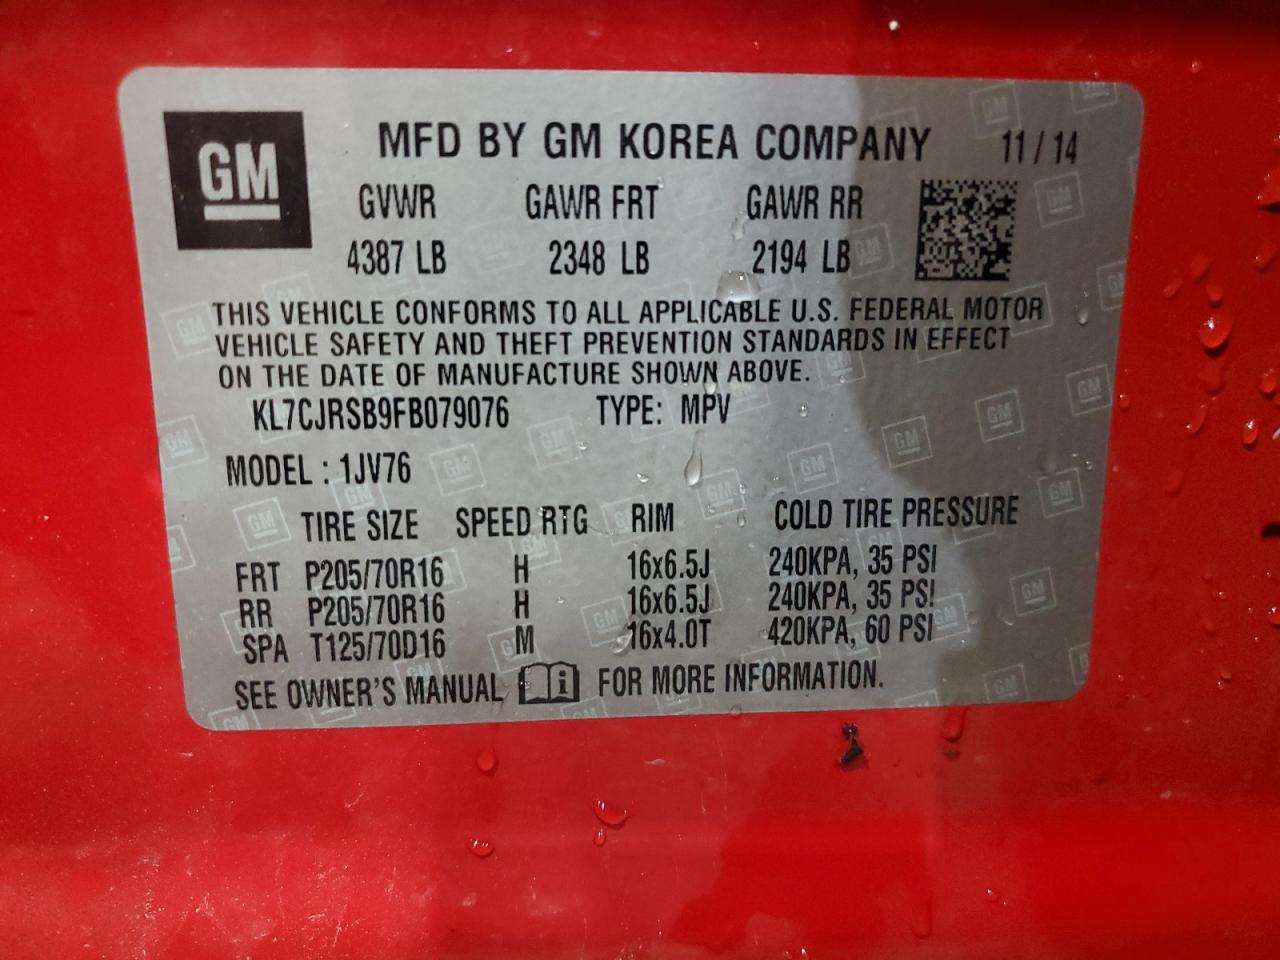 GM
MFD BY GM KOREA COMPANY 11/14
GVWR GAWR FRT GAWR RR
4387 LB 2348 LB 2194 LB
THIS VEHICLE CONFORMS TO ALL APPLICABLE U.S. FEDERAL MOTOR
VEHICLE SAFETY AND THEFT PREVENTION STANDARDS IN EFFECT
ON THE DATE OF MANUFACTURE SHOWN ABOVE.
KL7CJRSB9FB079076 TYPE: MPV
MODEL : 1JV76
TIRE SIZE SPEED RTG RIM COLD TIRE PRESSURE
FRT P205/70R16 H 16x6.5J 240KPA, 35 PSI
RR P205/70R16 H 16x6.5J 240KPA, 35 PSI
SPA T125/70D16 M 16x4.0T 420KPA, 60 PSI
SEE OWNER'S MANUAL i FOR MORE INFORMATION.